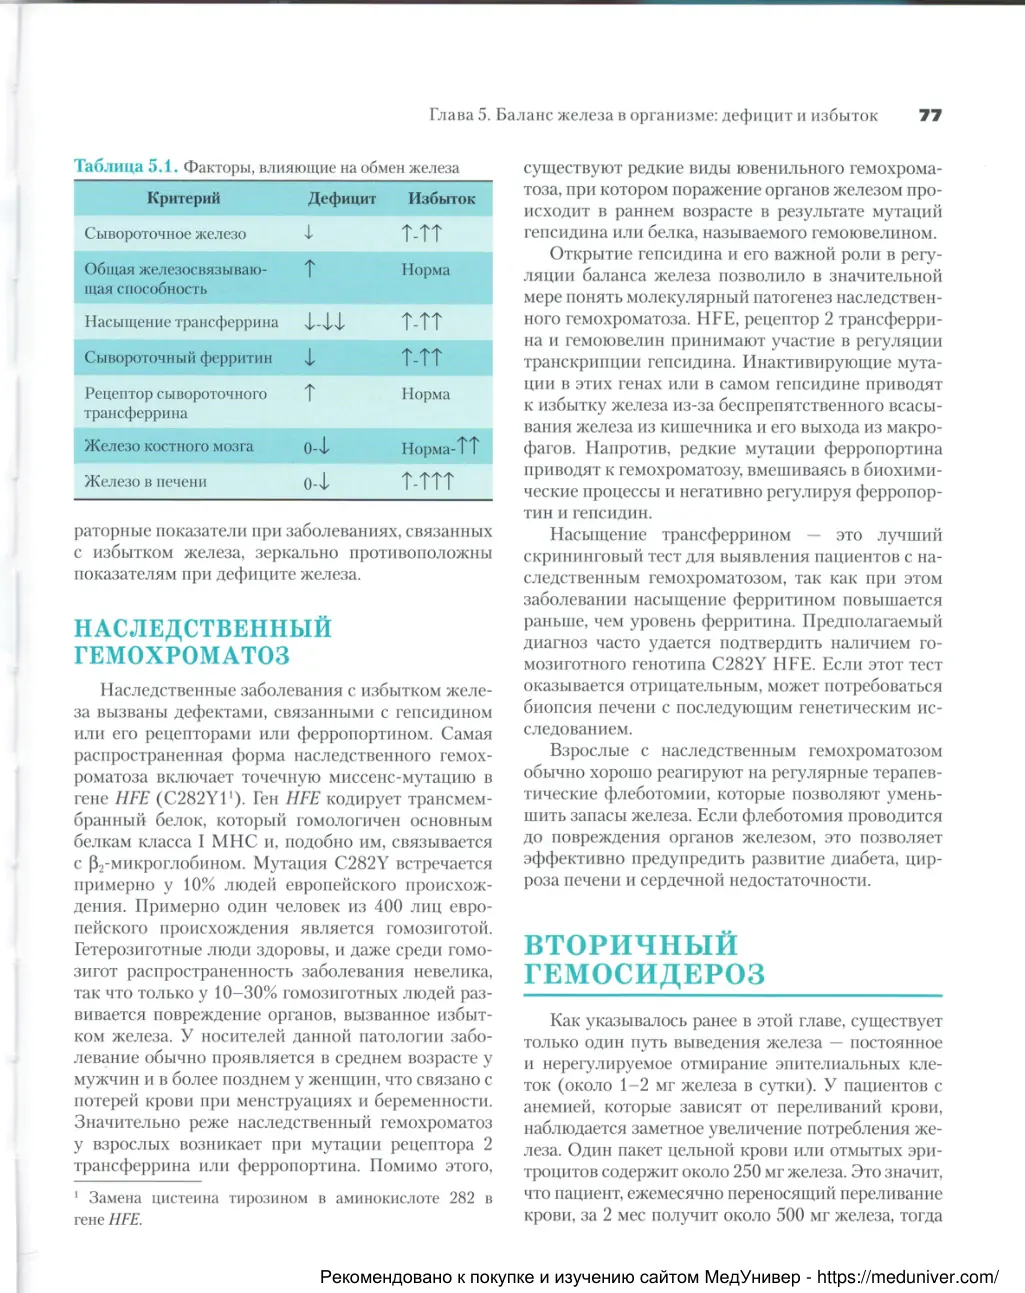 Глава 5. Баланс железа в организме: дефицит и избыток 77
Таблица 5.1. Факторы, влияющие на обмен железа
Критерий Дефицит Избыток
Сывороточное железо ↓ ↑-↑↑
Общая железосвязываю- ↑ Норма
щая способность
Насыщение трансферрина ↓-↓↓ ↑-↑↑
Сывороточный ферритин ↓ ↑-↑↑
Рецептор сывороточного ↑ Норма
трансферрина
Железо костного мозга 0-↓ Норма-↑↑
Железо в печени 0-↓ ↑-↑↑↑
раторные показатели при заболеваниях, связанных
с избытком железа, зеркально противоположны
показателям при дефиците железа.
НАСЛЕДСТВЕННЫЙ
ГЕМОХРОМАТОЗ
Наследственные заболевания с избытком желе-
за вызваны дефектами, связанными с гепсидином
или его рецепторами или ферропортином. Самая
распространенная форма наследственного гемох-
роматоза включает точечную миссенс-мутацию в
гене HFE (C282Y1¹). Ген HFE кодирует трансмем-
бранный белок, который гомологичен основным
белкам класса I MHC и, подобно им, связывается
с β₂-микроглобином. Мутация C282Y встречается
примерно у 10% людей европейского происхож-
дения. Примерно один человек из 400 лиц евро-
пейского происхождения является гомозиготой.
Гетерозиготные люди здоровы, и даже среди гомо-
зигот распространенность заболевания невелика,
так что только у 10–30% гомозиготных людей раз-
вивается повреждение органов, вызванное избыт-
ком железа. У носителей данной патологии забо-
левание обычно проявляется в среднем возрасте у
мужчин и в более позднем у женщин, что связано с
потерей крови при менструациях и беременности.
Значительно реже наследственный гемохроматоз
у взрослых возникает при мутации рецептора 2
трансферрина или ферропортина. Помимо этого,
¹ Замена цистеина тирозином в аминокислоте 282 в
гене HFE.
существуют редкие виды ювенильного гемохрома-
тоза, при котором поражение органов железом про-
исходит в раннем возрасте в результате мутаций
гепсидина или белка, называемого гемоювелином.
Открытие гепсидина и его важной роли в регу-
ляции баланса железа позволило в значительной
мере понять молекулярный патогенез наследствен-
ного гемохроматоза. HFE, рецептор 2 трансферри-
на и гемоювелин принимают участие в регуляции
транскрипции гепсидина. Инактивирующие мута-
ции в этих генах или в самом гепсидине приводят
к избытку железа из-за беспрепятственного всасы-
вания железа из кишечника и его выхода из макро-
фагов. Напротив, редкие мутации ферропортина
приводят к гемохроматозу, вмешиваясь в биохими-
ческие процессы и негативно регулируя ферропор-
тин и гепсидин.
Насыщение трансферрином — это лучший
скрининговый тест для выявления пациентов с на-
следственным гемохроматозом, так как при этом
заболевании насыщение ферритином повышается
раньше, чем уровень ферритина. Предполагаемый
диагноз часто удается подтвердить наличием го-
мозиготного генотипа C282Y HFE. Если этот тест
оказывается отрицательным, может потребоваться
биопсия печени с последующим генетическим ис-
следованием.
Взрослые с наследственным гемохроматозом
обычно хорошо реагируют на регулярные терапев-
тические флеботомии, которые позволяют умень-
шить запасы железа. Если флеботомия проводится
до повреждения органов железом, это позволяет
эффективно предупредить развитие диабета, цир-
роза печени и сердечной недостаточности.
ВТОРИЧНЫЙ
ГЕМОСИДЕРОЗ
Как указывалось ранее в этой главе, существует
только один путь выведения железа — постоянное
и нерегулируемое отмирание эпителиальных кле-
ток (около 1–2 мг железа в сутки). У пациентов с
анемией, которые зависят от переливаний крови,
наблюдается заметное увеличение потребления же-
леза. Один пакет цельной крови или отмытых эри-
троцитов содержит около 250 мг железа. Это значит,
что пациент, ежемесячно переносящий переливание
крови, за 2 мес получит около 500 мг железа, тогда
Рекомендовано к покупке и изучению сайтом МедУнивер - https://meduniver.com/